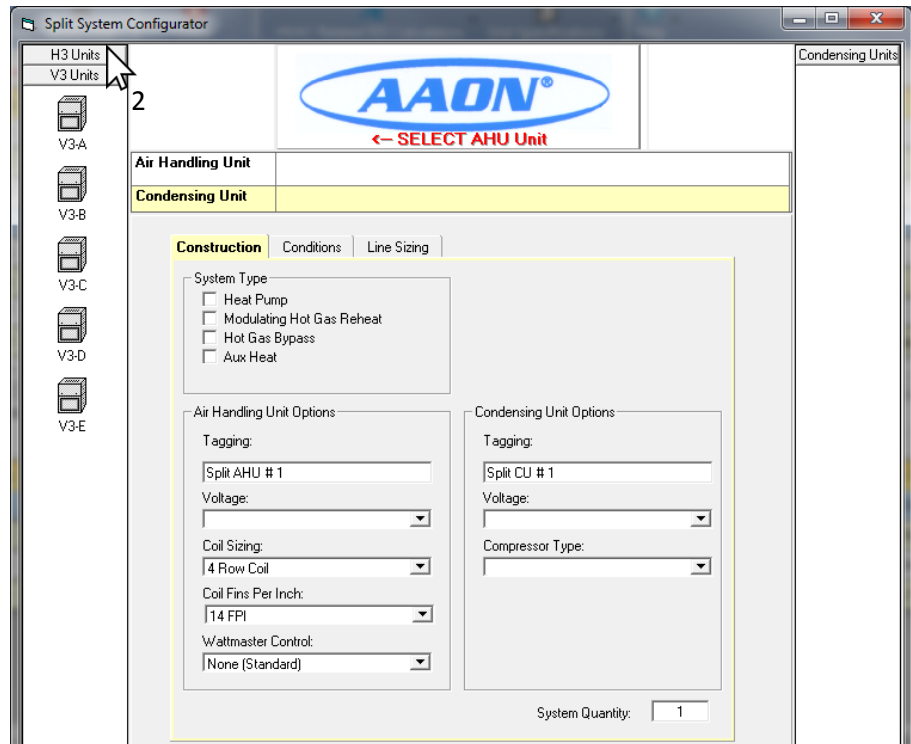 Split System Configurator
H3 Units
V3 Units
2
V3-A
V3-B
V3-C
V3-D
V3-E
AAON®
<-- SELECT AHU Unit
Condensing Units
Air Handling Unit
Condensing Unit
Construction Conditions Line Sizing
System Type
Heat Pump
Modulating Hot Gas Reheat
Hot Gas Bypass
Aux Heat
Air Handling Unit Options
Tagging:
Split AHU # 1
Voltage:
Coil Sizing:
4 Row Coil
Coil Fins Per Inch:
14 FPI
Wattmaster Control:
None (Standard)
Condensing Unit Options
Tagging:
Split CU # 1
Voltage:
Compressor Type:
System Quantity: 1